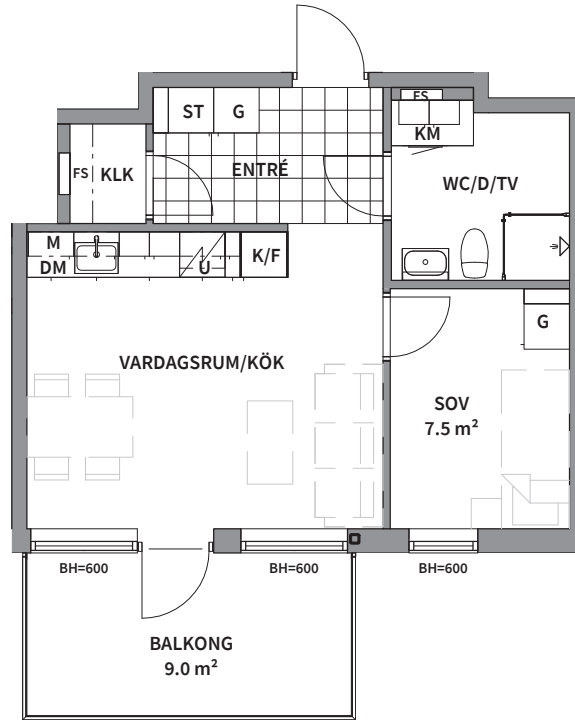 FS
ST
G
KM
FS
KLK
ENTRÉ
WC/D/TV
M
DM
U
K/F
G
VARDAGSRUM/KÖK
SOV
7.5 m²
BH=600
BH=600
BH=600
BALKONG
9.0 m²